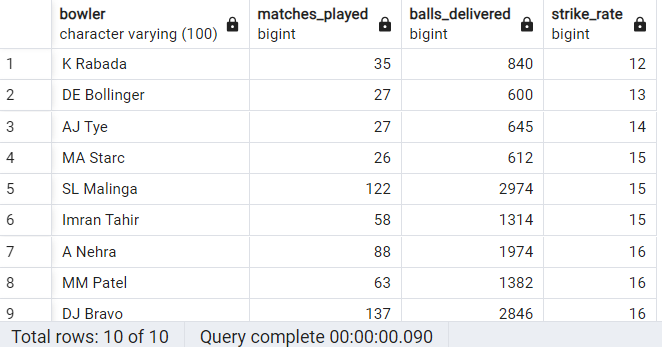 bowler matches_played balls_delivered strike_rate
character varying (100) bigint bigint bigint
1 K Rabada 35 840 12
2 DE Bollinger 27 600 13
3 AJ Tye 27 645 14
4 MA Starc 26 612 15
5 SL Malinga 122 2974 15
6 Imran Tahir 58 1314 15
7 A Nehra 88 1974 16
8 MM Patel 63 1382 16
9 DJ Bravo 137 2846 16
Total rows: 10 of 10 Query complete 00:00:00.090